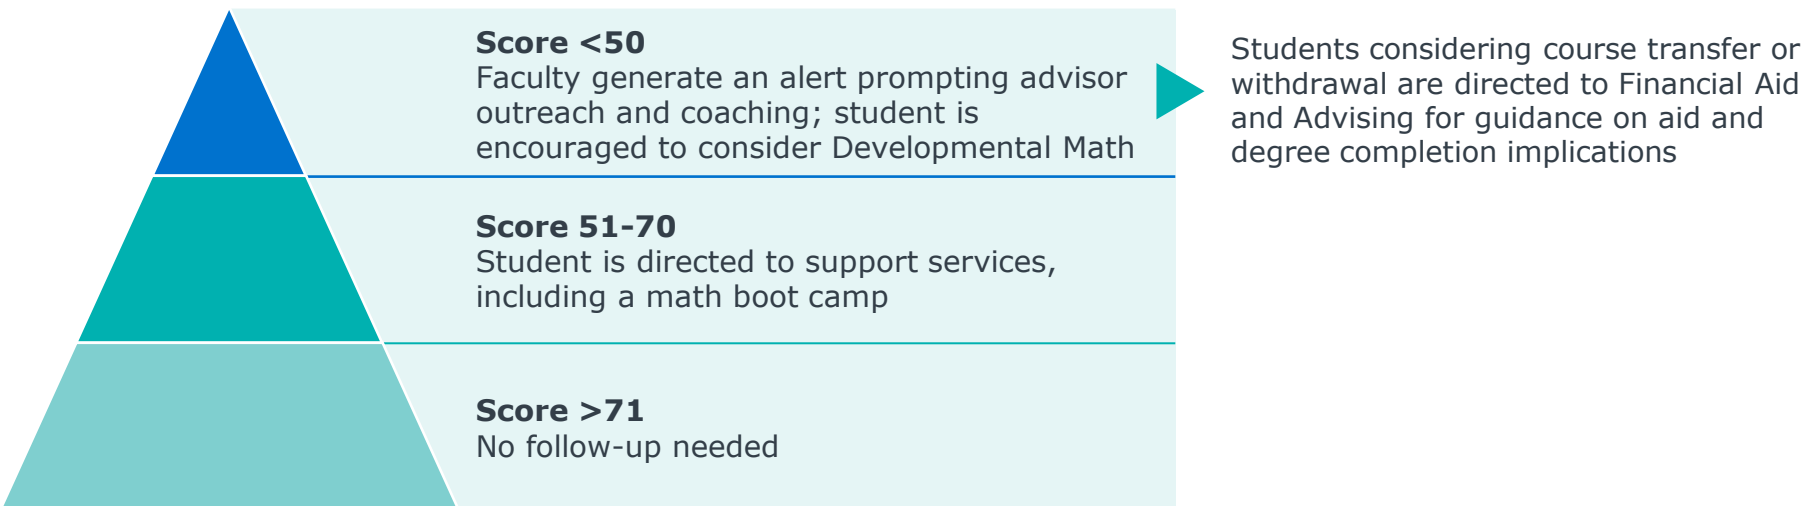 Score <50
Faculty generate an alert prompting advisor
outreach and coaching; student is
encouraged to consider Developmental Math
Students considering course transfer or
withdrawal are directed to Financial Aid
and Advising for guidance on aid and
degree completion implications
Score 51-70
Student is directed to support services,
including a math boot camp
Score >71
No follow-up needed